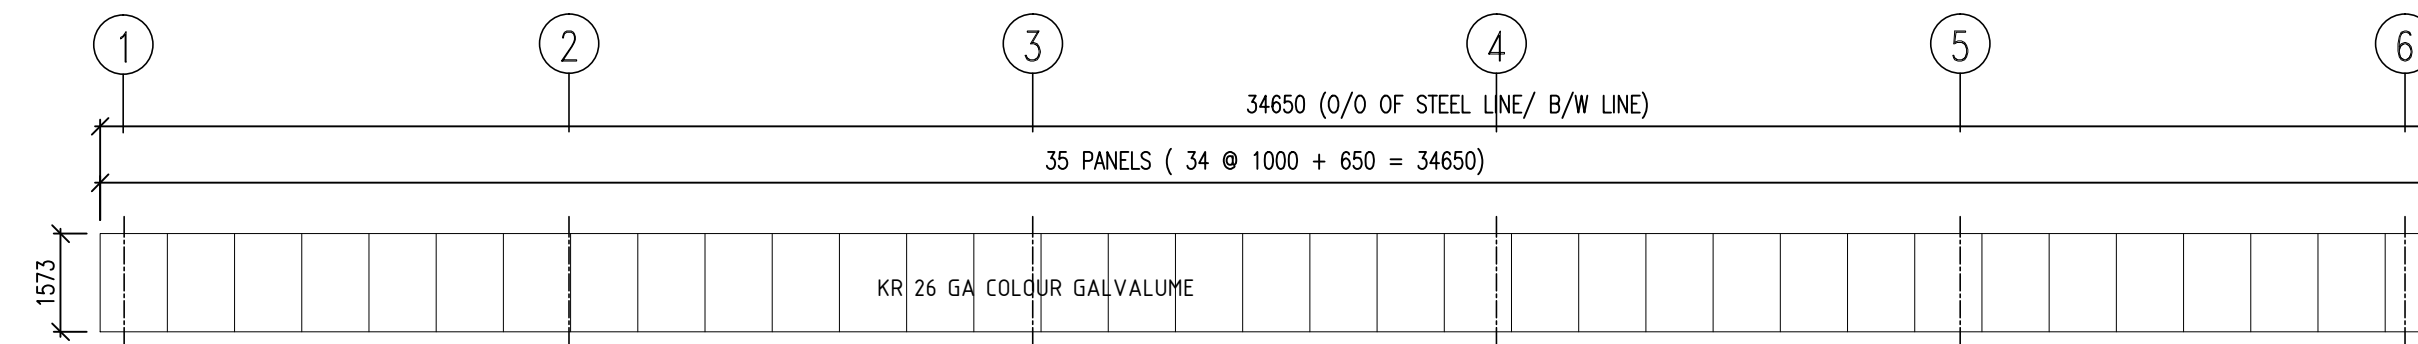 1 2 3 4 5 6
34650 (O/O OF STEEL LINE/ B/W LINE)
35 PANELS ( 34 @ 1000 + 650 = 34650)
1573
KR 26 GA COLOUR GALVALUME